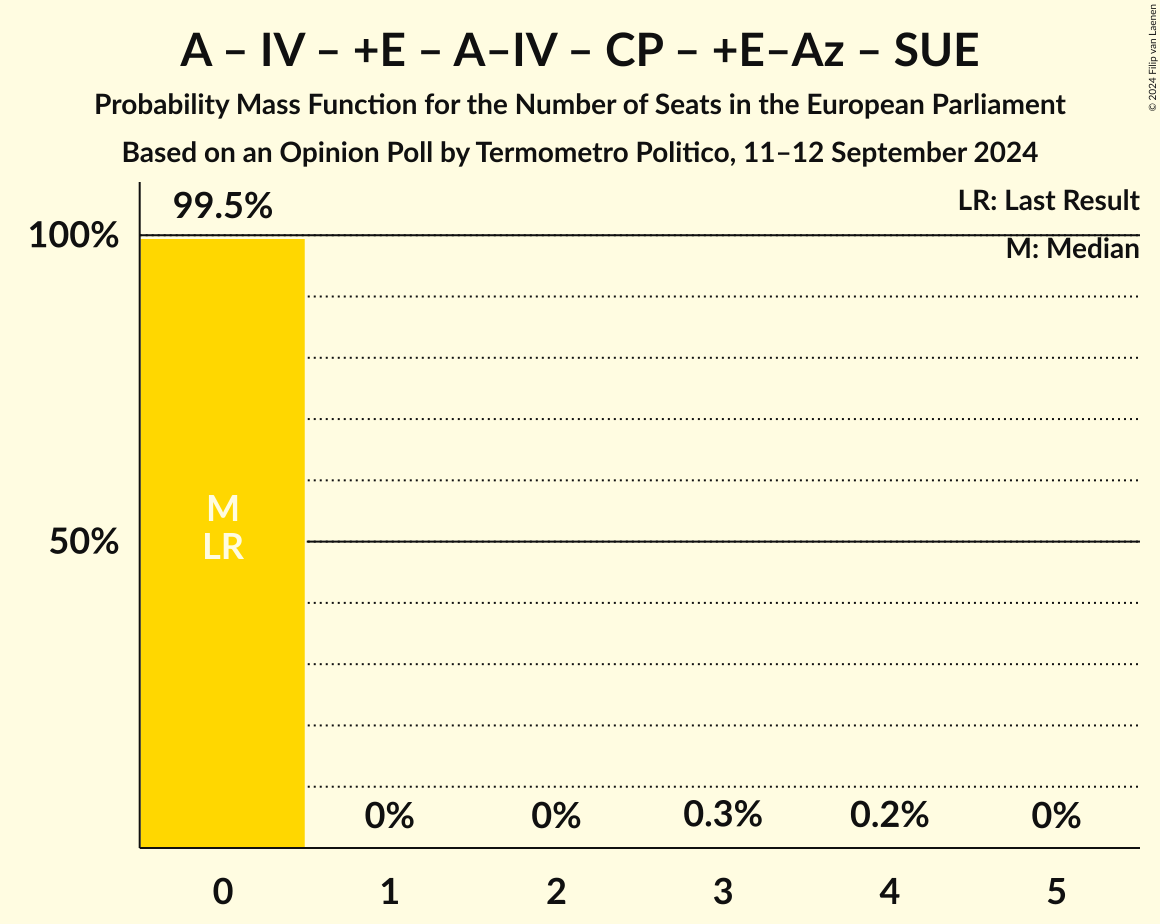 A – IV – +E – A–IV – CP – +E–Az – SUE
Probability Mass Function for the Number of Seats in the European Parliament
Based on an Opinion Poll by Termometro Politico, 11–12 September 2024
© 2024 Filip van Laenen
LR: Last Result
M: Median
99.5%
100%
50%
M
LR
0%
0%
0.3%
0.2%
0%
0
1
2
3
4
5